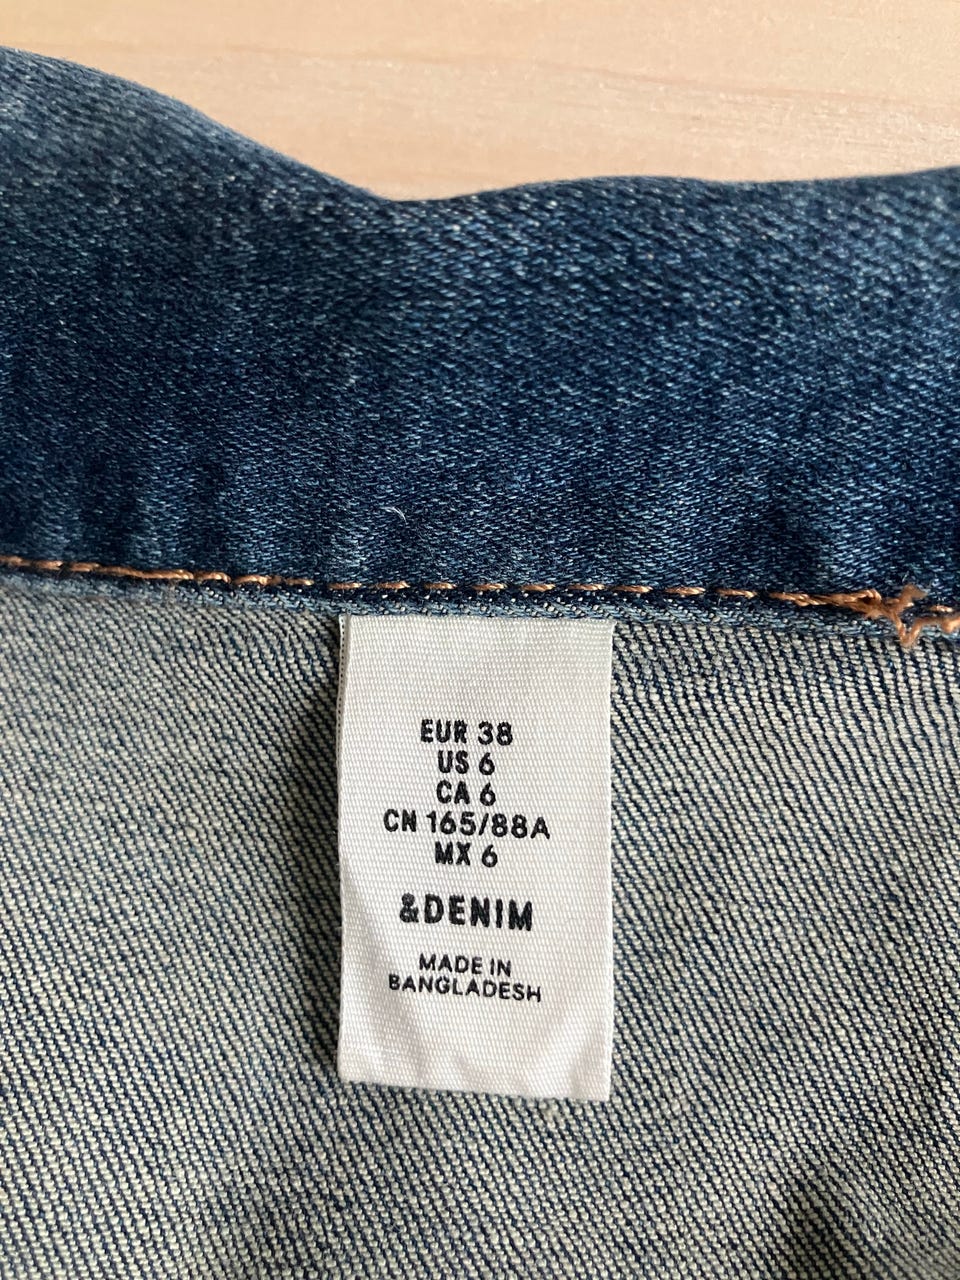 EUR 38
US 6
CA 6
CN 165/88A
MX 6
&DENIM
MADE IN
BANGLADESH